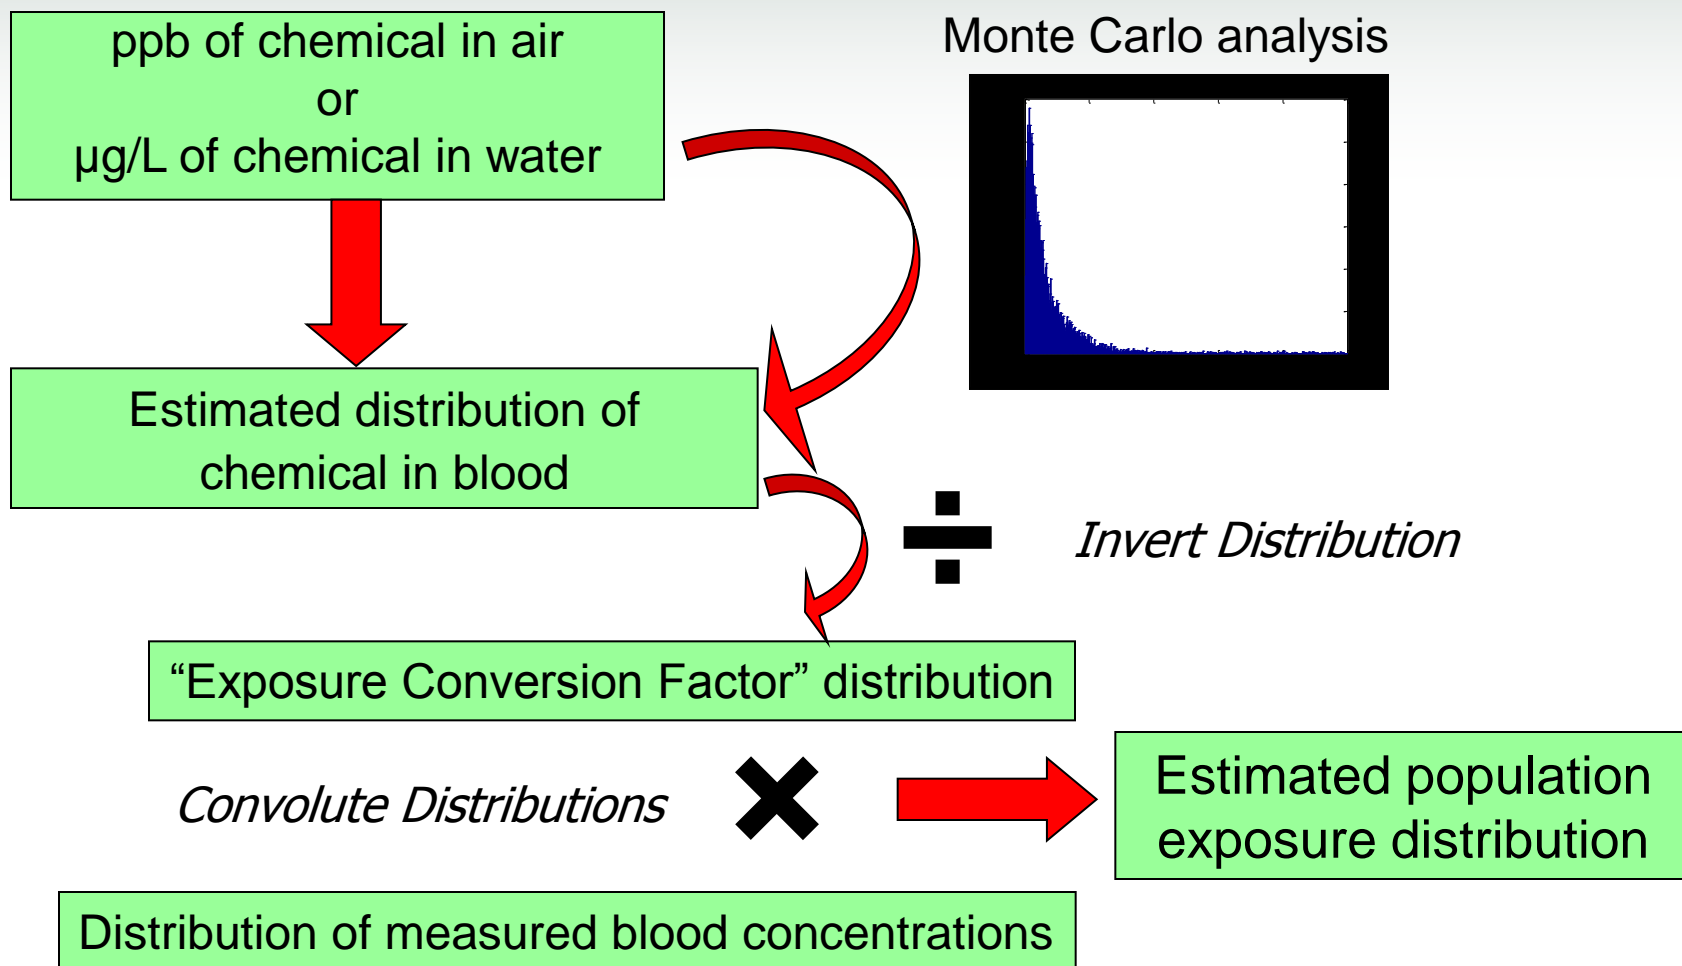 ppb of chemical in air
or
µg/L of chemical in water
Monte Carlo analysis
Estimated distribution of
chemical in blood
÷
Invert Distribution
“Exposure Conversion Factor” distribution
Convolute Distributions
×
Estimated population
exposure distribution
Distribution of measured blood concentrations